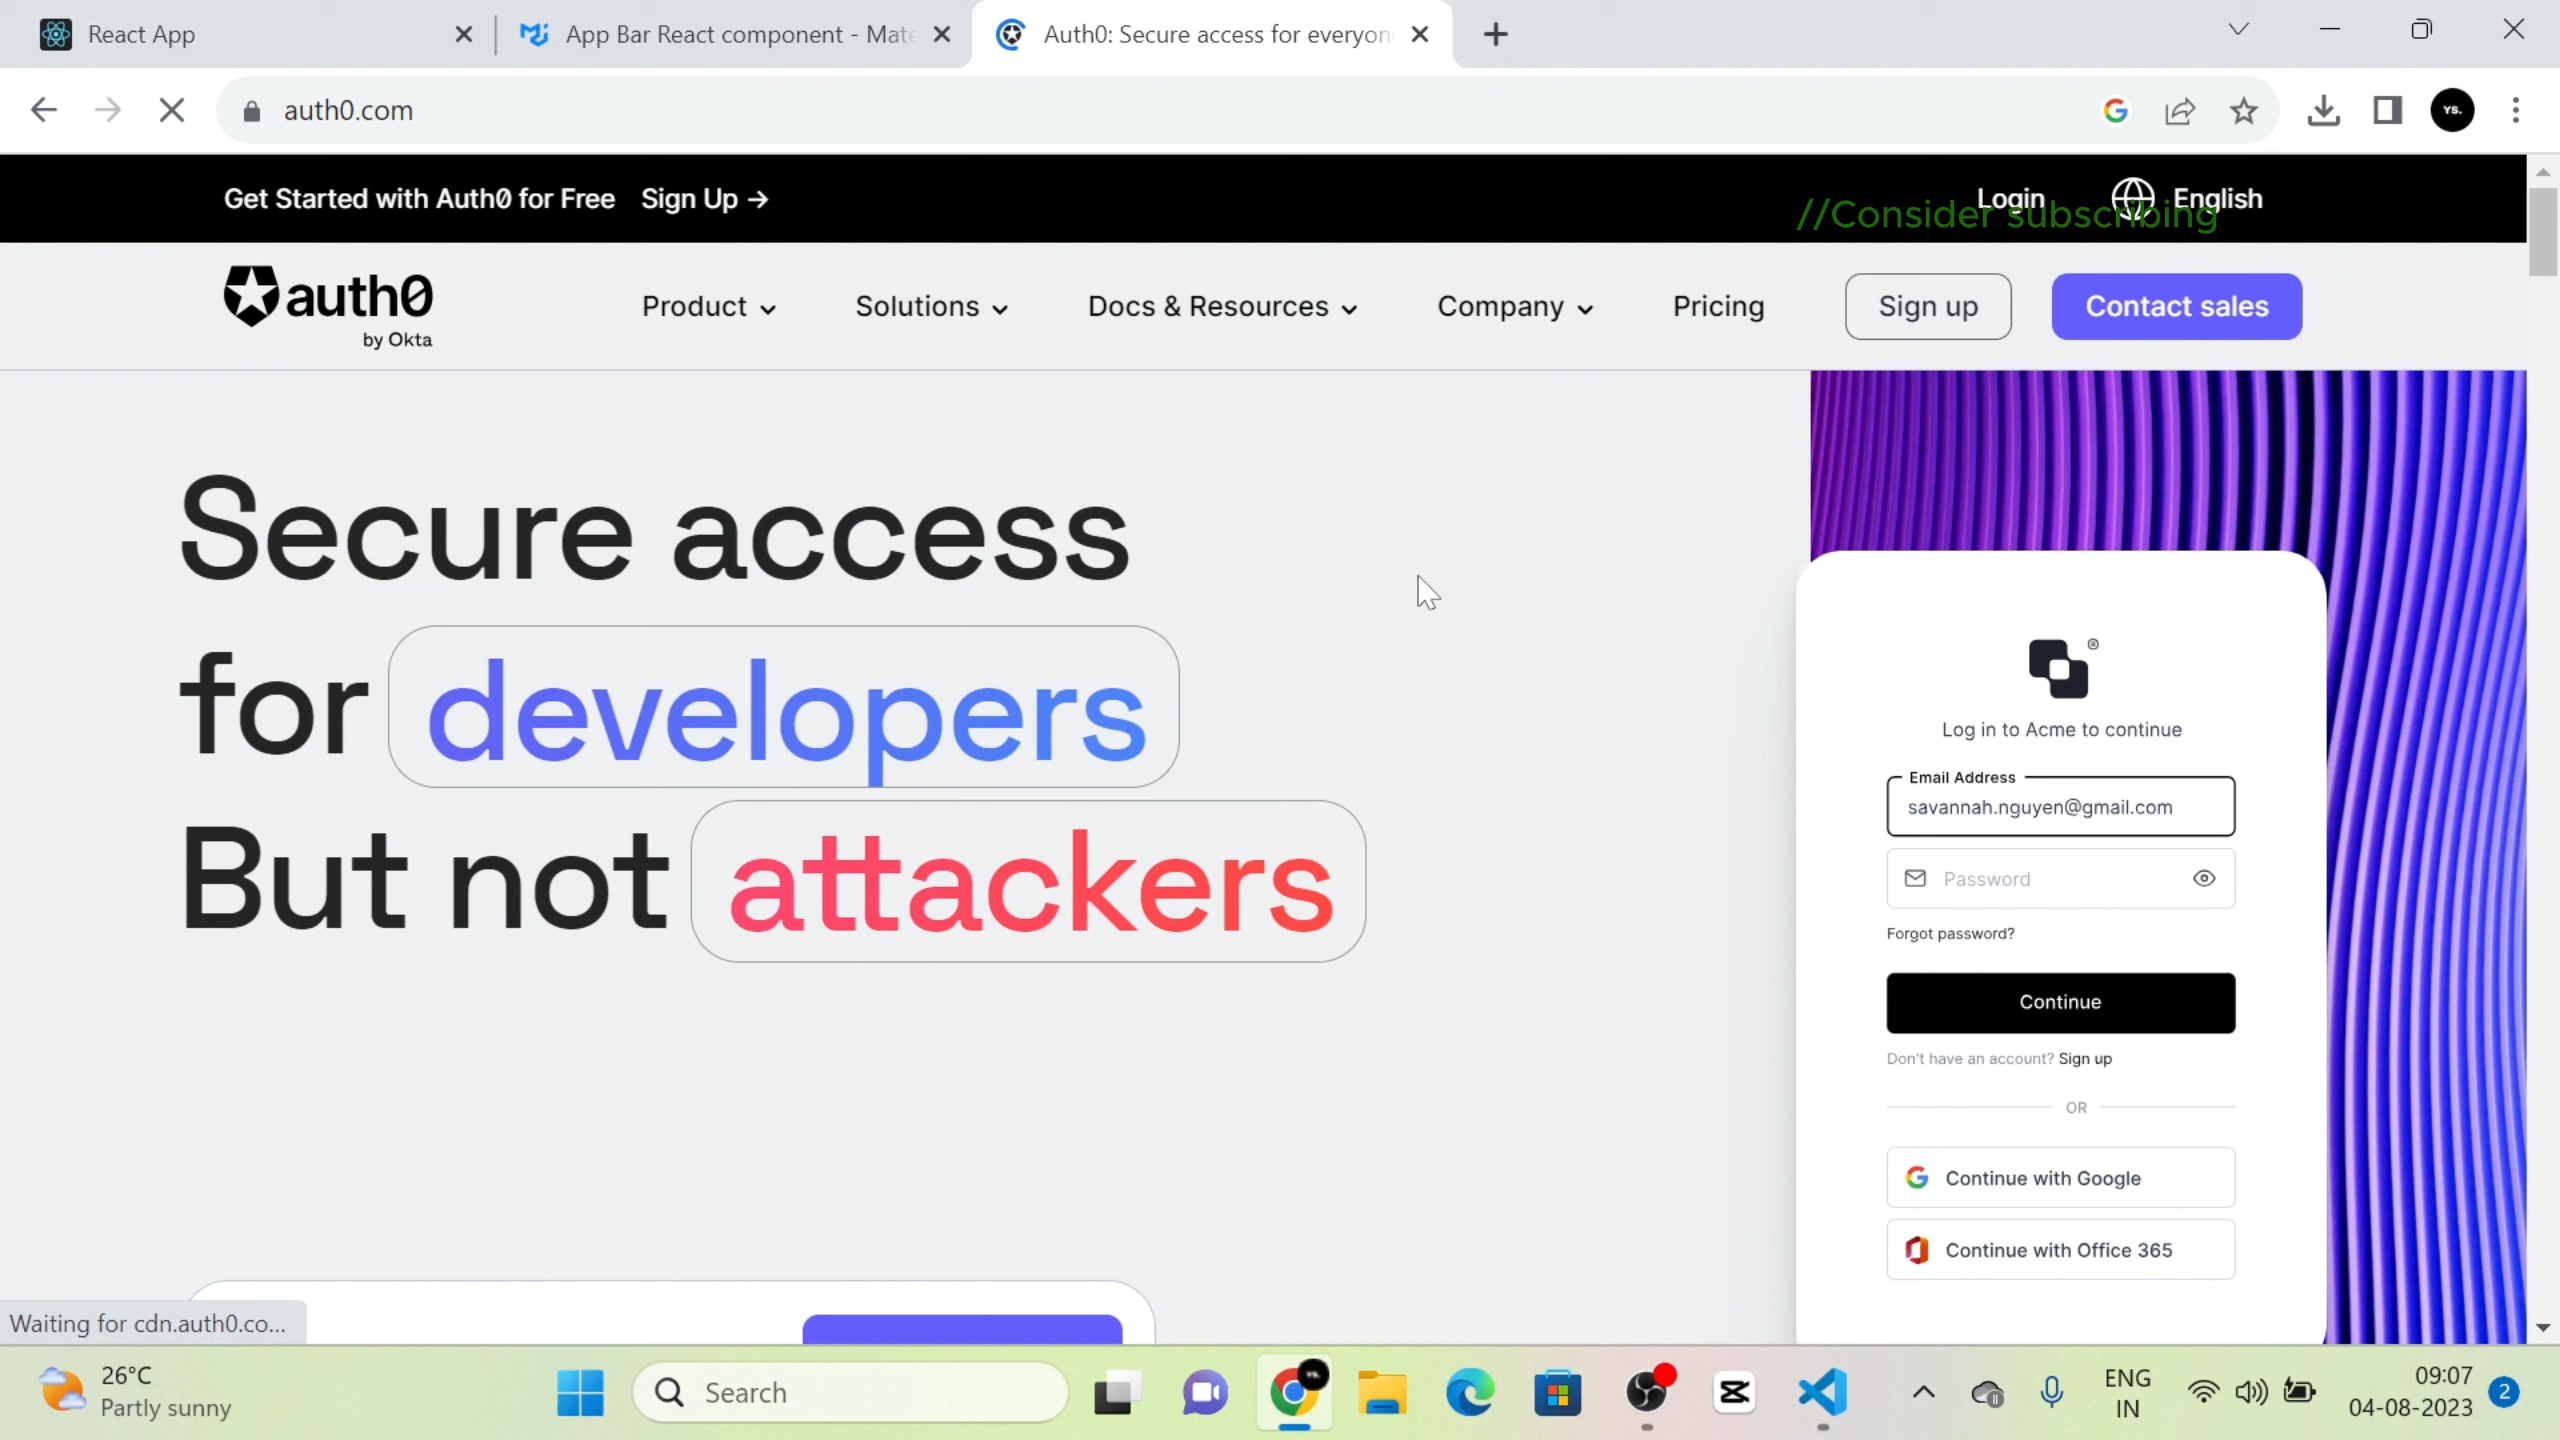 React App
App Bar React component - Mate
Auth0: Secure access for everyon
auth0.com
YS.
Get Started with Auth0 for Free Sign Up →
Login
English
//Consider subscribing
auth0
by Okta
Product
Solutions
Docs & Resources
Company
Pricing
Sign up
Contact sales
Secure access
for developers
But not attackers
®
Log in to Acme to continue
Email Address
savannah.nguyen@gmail.com
Password
Forgot password?
Continue
Don't have an account? Sign up
OR
Continue with Google
Continue with Office 365
Waiting for cdn.auth0.co...
26°C
Partly sunny
Search
ENG
IN
09:07
04-08-2023
2